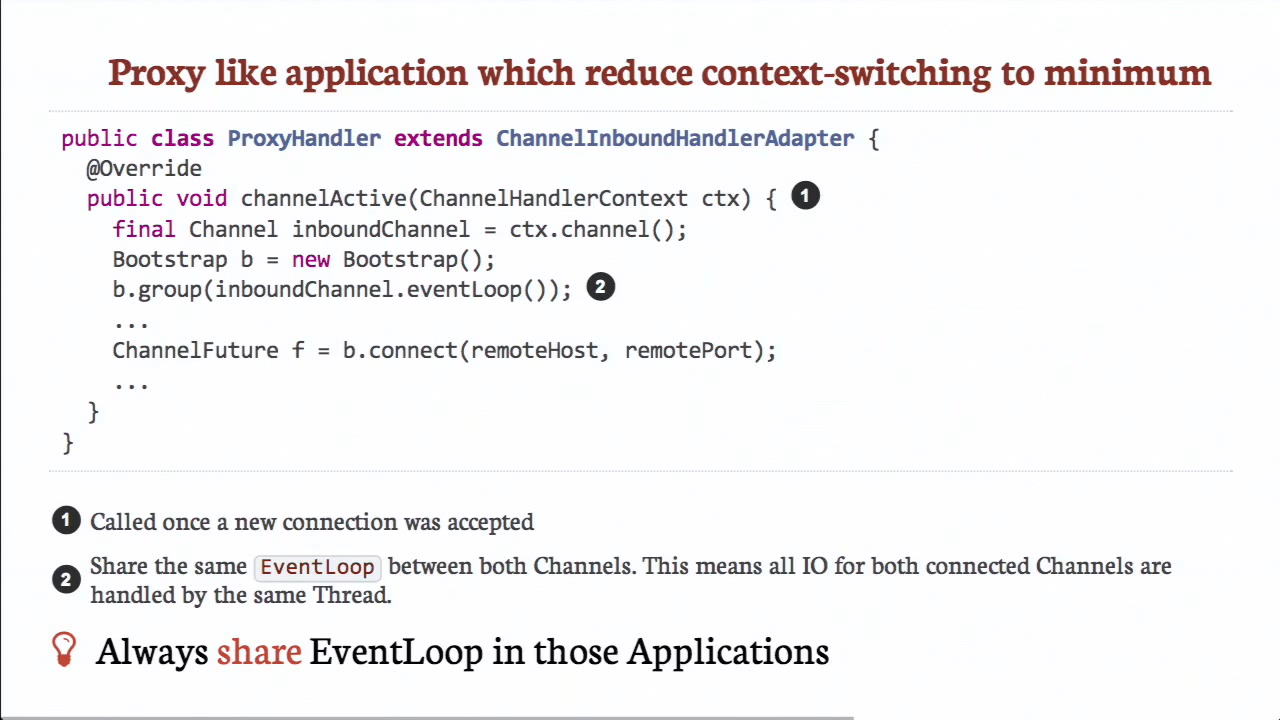 Proxy like application which reduce context-switching to minimum
public class ProxyHandler extends ChannelInboundHandlerAdapter {
@Override
public void channelActive(ChannelHandlerContext ctx) { 1
final Channel inboundChannel = ctx.channel();
Bootstrap b = new Bootstrap();
b.group(inboundChannel.eventLoop()); 2
...
ChannelFuture f = b.connect(remoteHost, remotePort);
...
}
}
1 Called once a new connection was accepted
2 Share the same EventLoop between both Channels. This means all IO for both connected Channels are
handled by the same Thread.
Always share EventLoop in those Applications